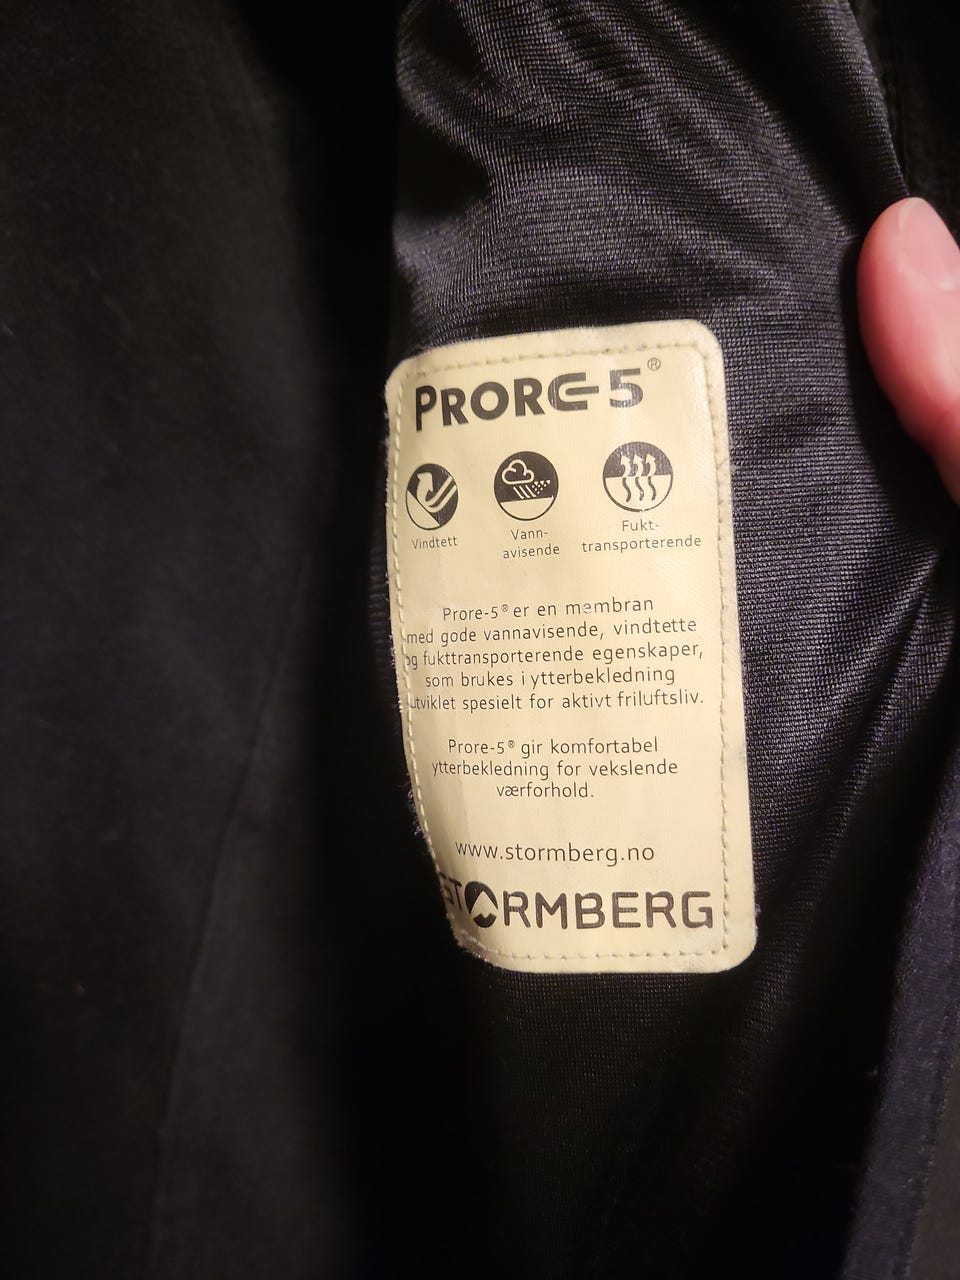 PRORE-5®
Vindtett
Vann-
avisende
Fukt-
transporterende
Prore-5® er en membran
med gode vannavisende, vindtette
og fukttransporterende egenskaper,
som brukes i ytterbekledning
utviklet spesielt for aktivt friluftsliv.
Prore-5® gir komfortabel
ytterbekledning for vekslende
værforhold.
www.stormberg.no
STORMBERG